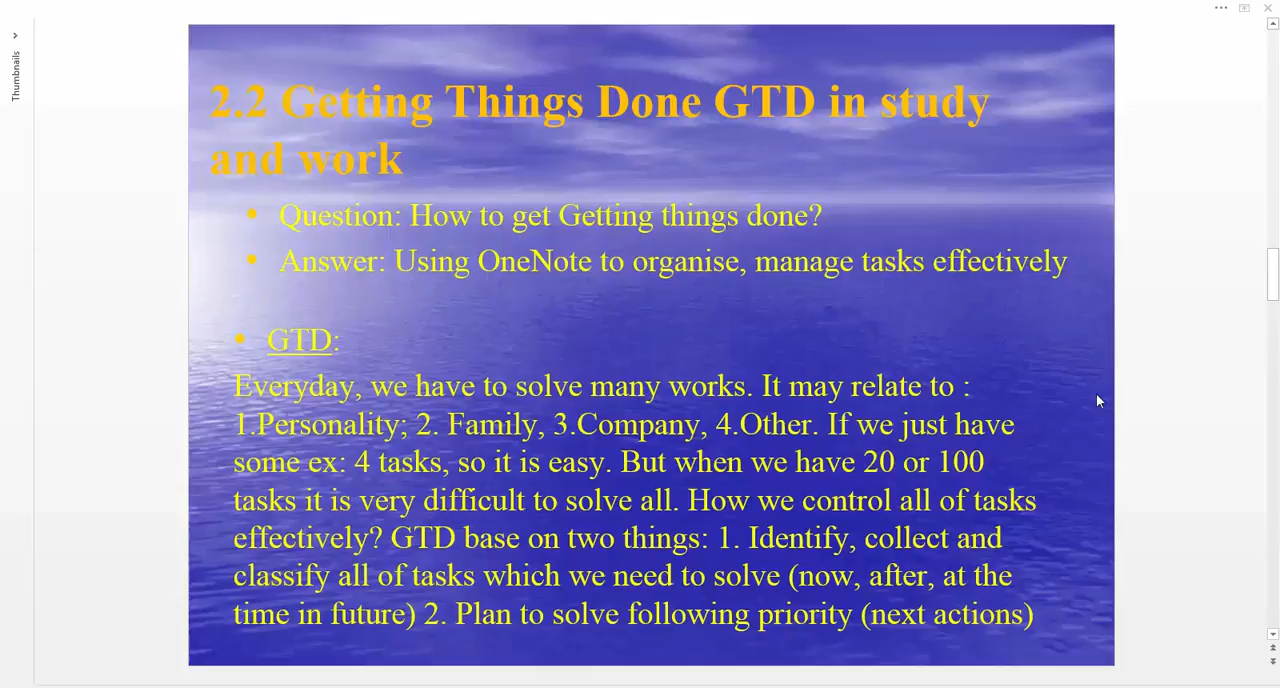 Thumbnails
2.2 Getting Things Done GTD in study
and work
• Question: How to get Getting things done?
• Answer: Using OneNote to organise, manage tasks effectively
• GTD:
Everyday, we have to solve many works. It may relate to :
1.Personality; 2. Family, 3.Company, 4.Other. If we just have
some ex: 4 tasks, so it is easy. But when we have 20 or 100
tasks it is very difficult to solve all. How we control all of tasks
effectively? GTD base on two things: 1. Identify, collect and
classify all of tasks which we need to solve (now, after, at the
time in future) 2. Plan to solve following priority (next actions)